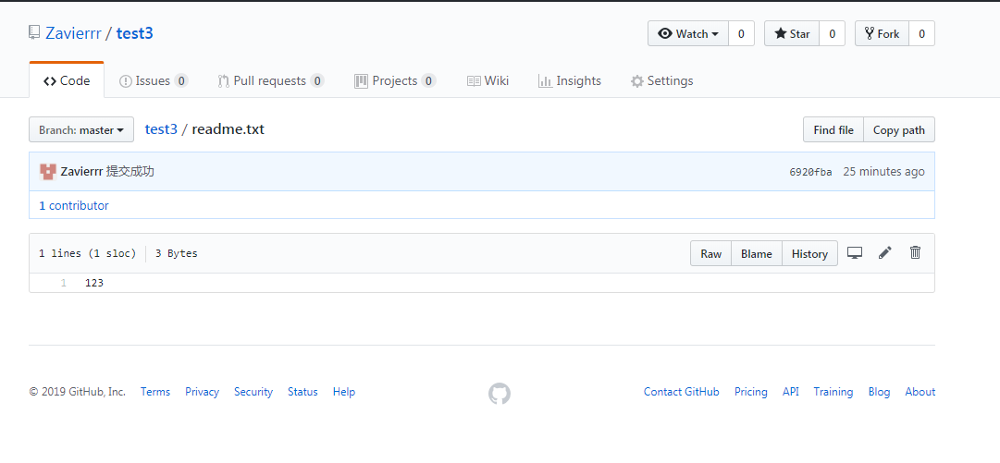 Zavierrr / test3
Watch 0 Star 0 Fork 0
Code Issues 0 Pull requests 0 Projects 0 Wiki Insights Settings
Branch: master test3 / readme.txt Find file Copy path
Zavierrr 提交成功 6920fba 25 minutes ago
1 contributor
1 lines (1 sloc) 3 Bytes Raw Blame History
1 123
© 2019 GitHub, Inc. Terms Privacy Security Status Help Contact GitHub Pricing API Training Blog About